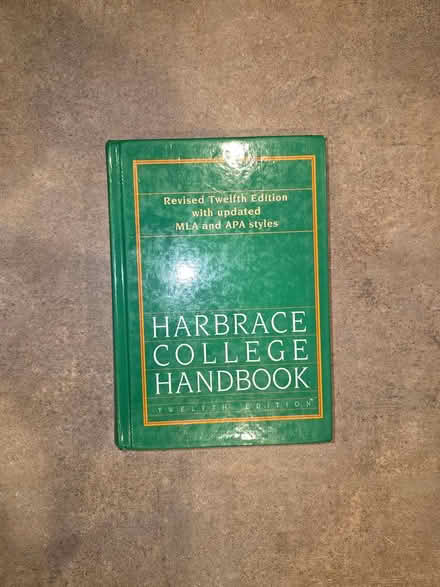 Revised Twelfth Edition
with updated
MLA and APA styles
HARBRACE
COLLEGE
HANDBOOK
TWELFTH EDITION